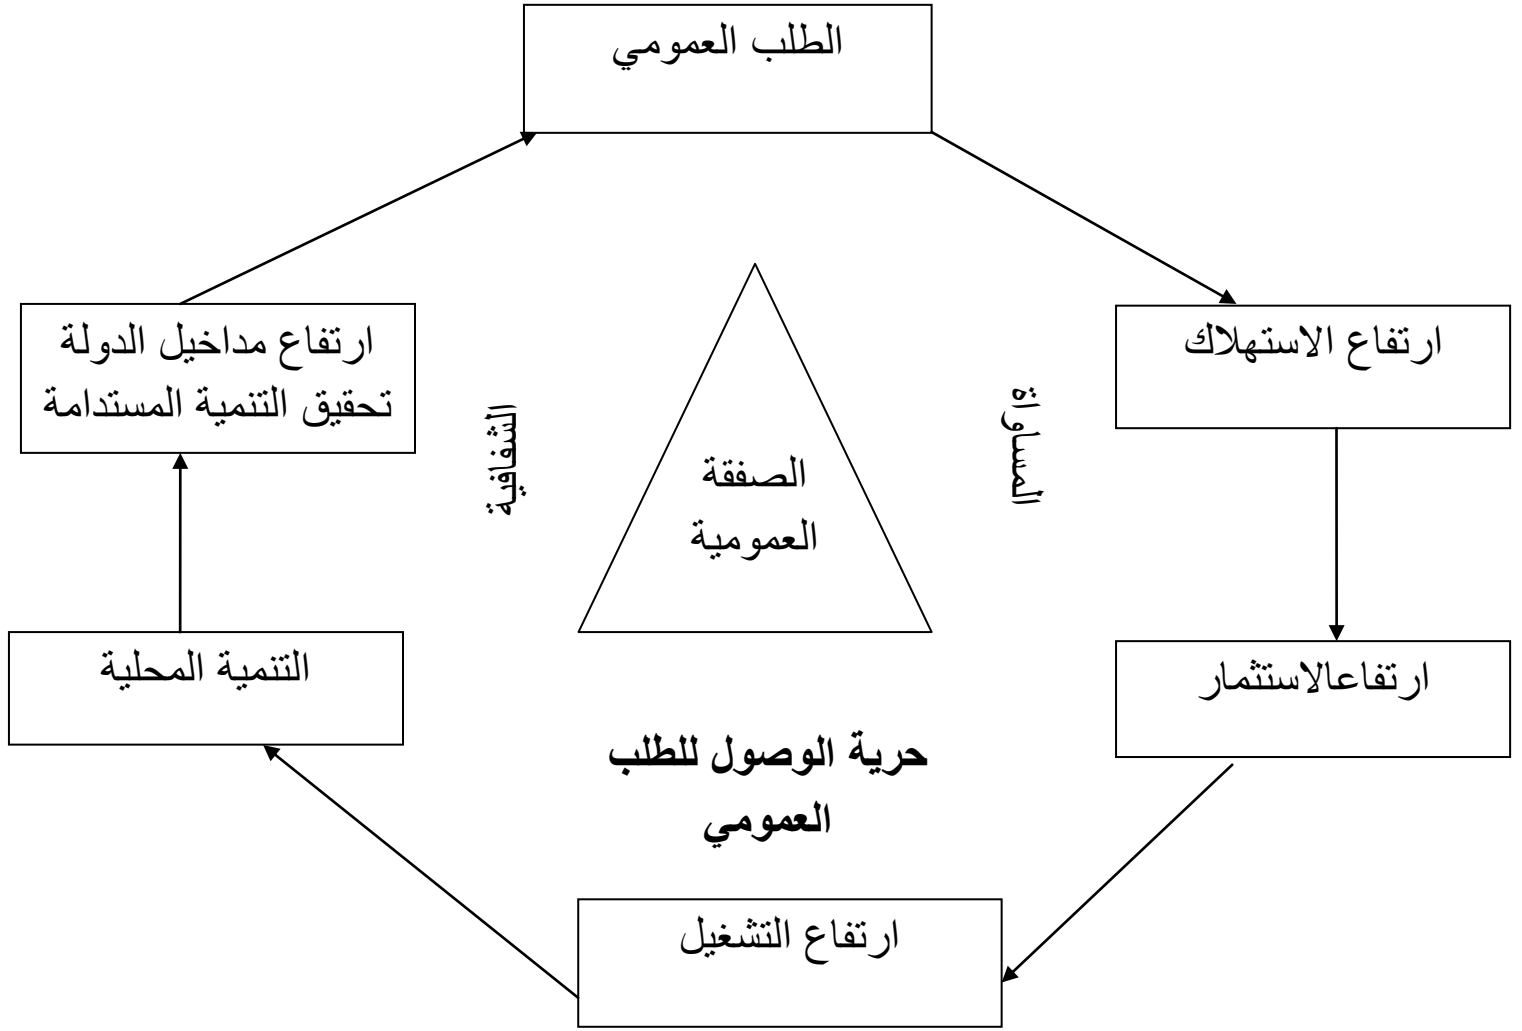 الطلب العمومي
ارتفاع مداخيل الدولة
تحقيق التنمية المستدامة
ارتفاع الاستهلاك
الشفافية
المساواة
الصفقة
العمومية
التنمية المحلية
ارتفاعالاستثمار
حرية الوصول للطلب
العمومي
ارتفاع التشغيل